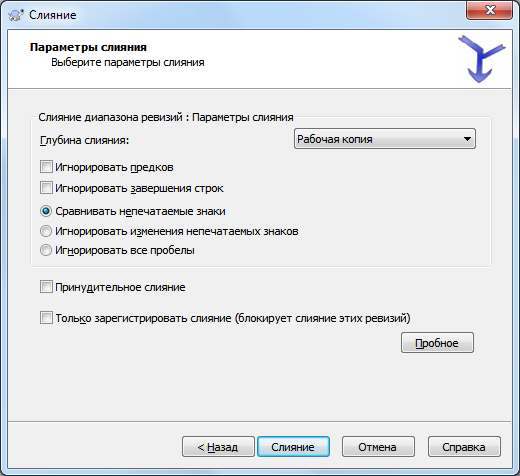 Слияние
Параметры слияния
Выберите параметры слияния
Слияние диапазона ревизий : Параметры слияния
Глубина слияния:
Рабочая копия
Игнорировать предков
Игнорировать завершения строк
Сравнивать непечатаемые знаки
Игнорировать изменения непечатаемых знаков
Игнорировать все пробелы
Принудительное слияние
Только зарегистрировать слияние (блокирует слияние этих ревизий)
Пробное
< Назад
Слияние
Отмена
Справка